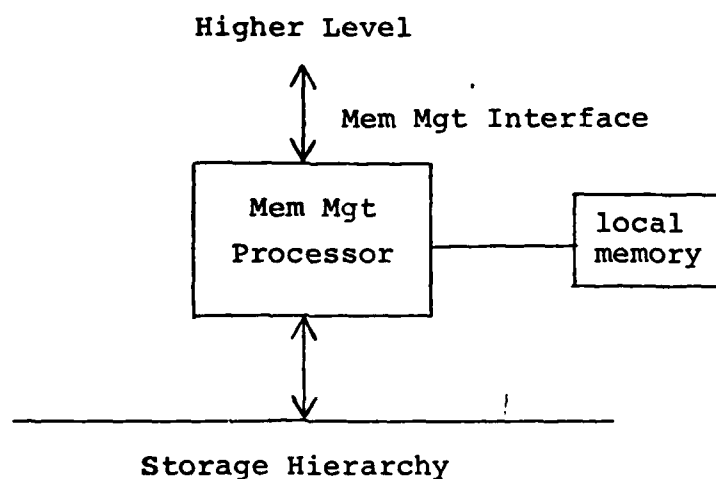 Higher Level
Mem Mgt Interface
Mem Mgt
Processor
local
memory
Storage Hierarchy